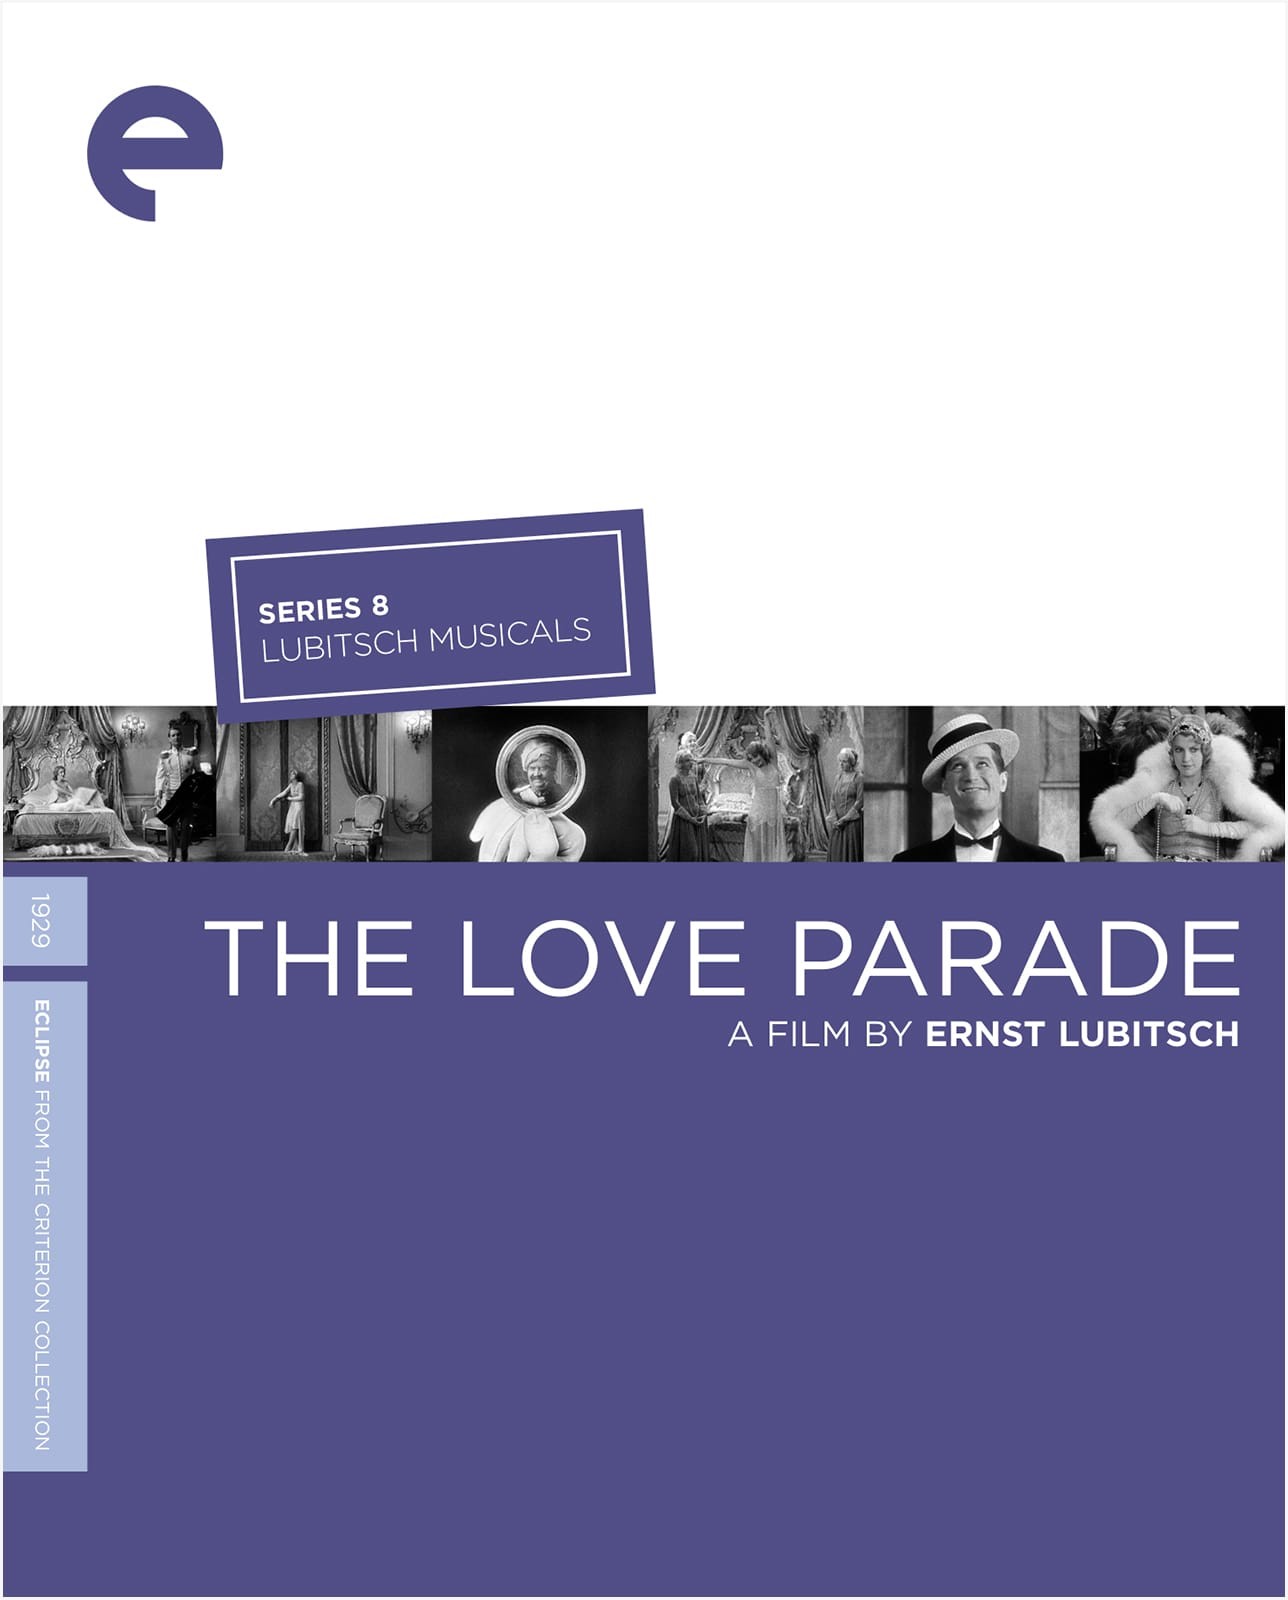 e
SERIES 8
LUBITSCH MUSICALS
1929
THE LOVE PARADE
A FILM BY ERNST LUBITSCH
ECLIPSE FROM THE CRITERION COLLECTION